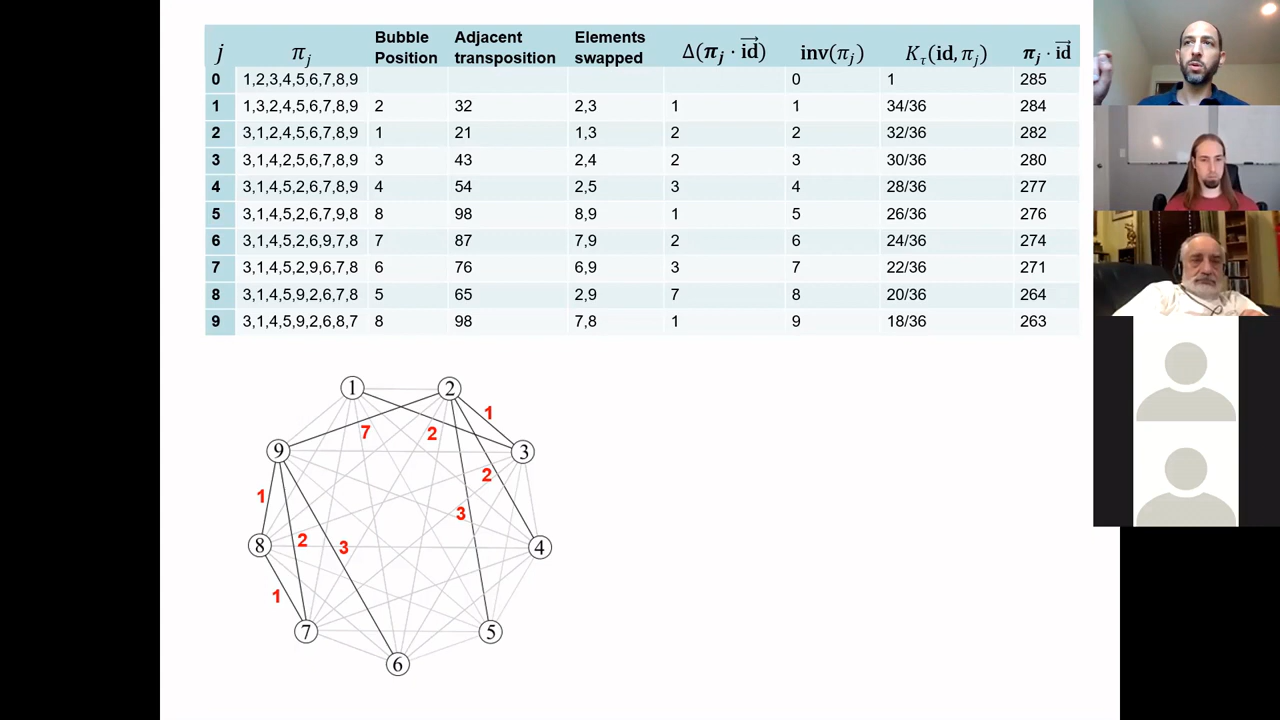 j π_j Bubble Position Adjacent transposition Elements swapped Δ(π_j · id⃗) inv(π_j) K_τ(id, π_j) π_j · id⃗
0 1,2,3,4,5,6,7,8,9 0 1 285
1 1,3,2,4,5,6,7,8,9 2 32 2,3 1 1 34/36 284
2 3,1,2,4,5,6,7,8,9 1 21 1,3 2 2 32/36 282
3 3,1,4,2,5,6,7,8,9 3 43 2,4 2 3 30/36 280
4 3,1,4,5,2,6,7,8,9 4 54 2,5 3 4 28/36 277
5 3,1,4,5,2,6,7,9,8 8 98 8,9 1 5 26/36 276
6 3,1,4,5,2,6,9,7,8 7 87 7,9 2 6 24/36 274
7 3,1,4,5,2,9,6,7,8 6 76 6,9 3 7 22/36 271
8 3,1,4,5,9,2,6,7,8 5 65 2,9 7 8 20/36 264
9 3,1,4,5,9,2,6,8,7 8 98 7,8 1 9 18/36 263
1 2
1
7 2
9 3
2
1 3
2 3
8 4
1
7 5
6